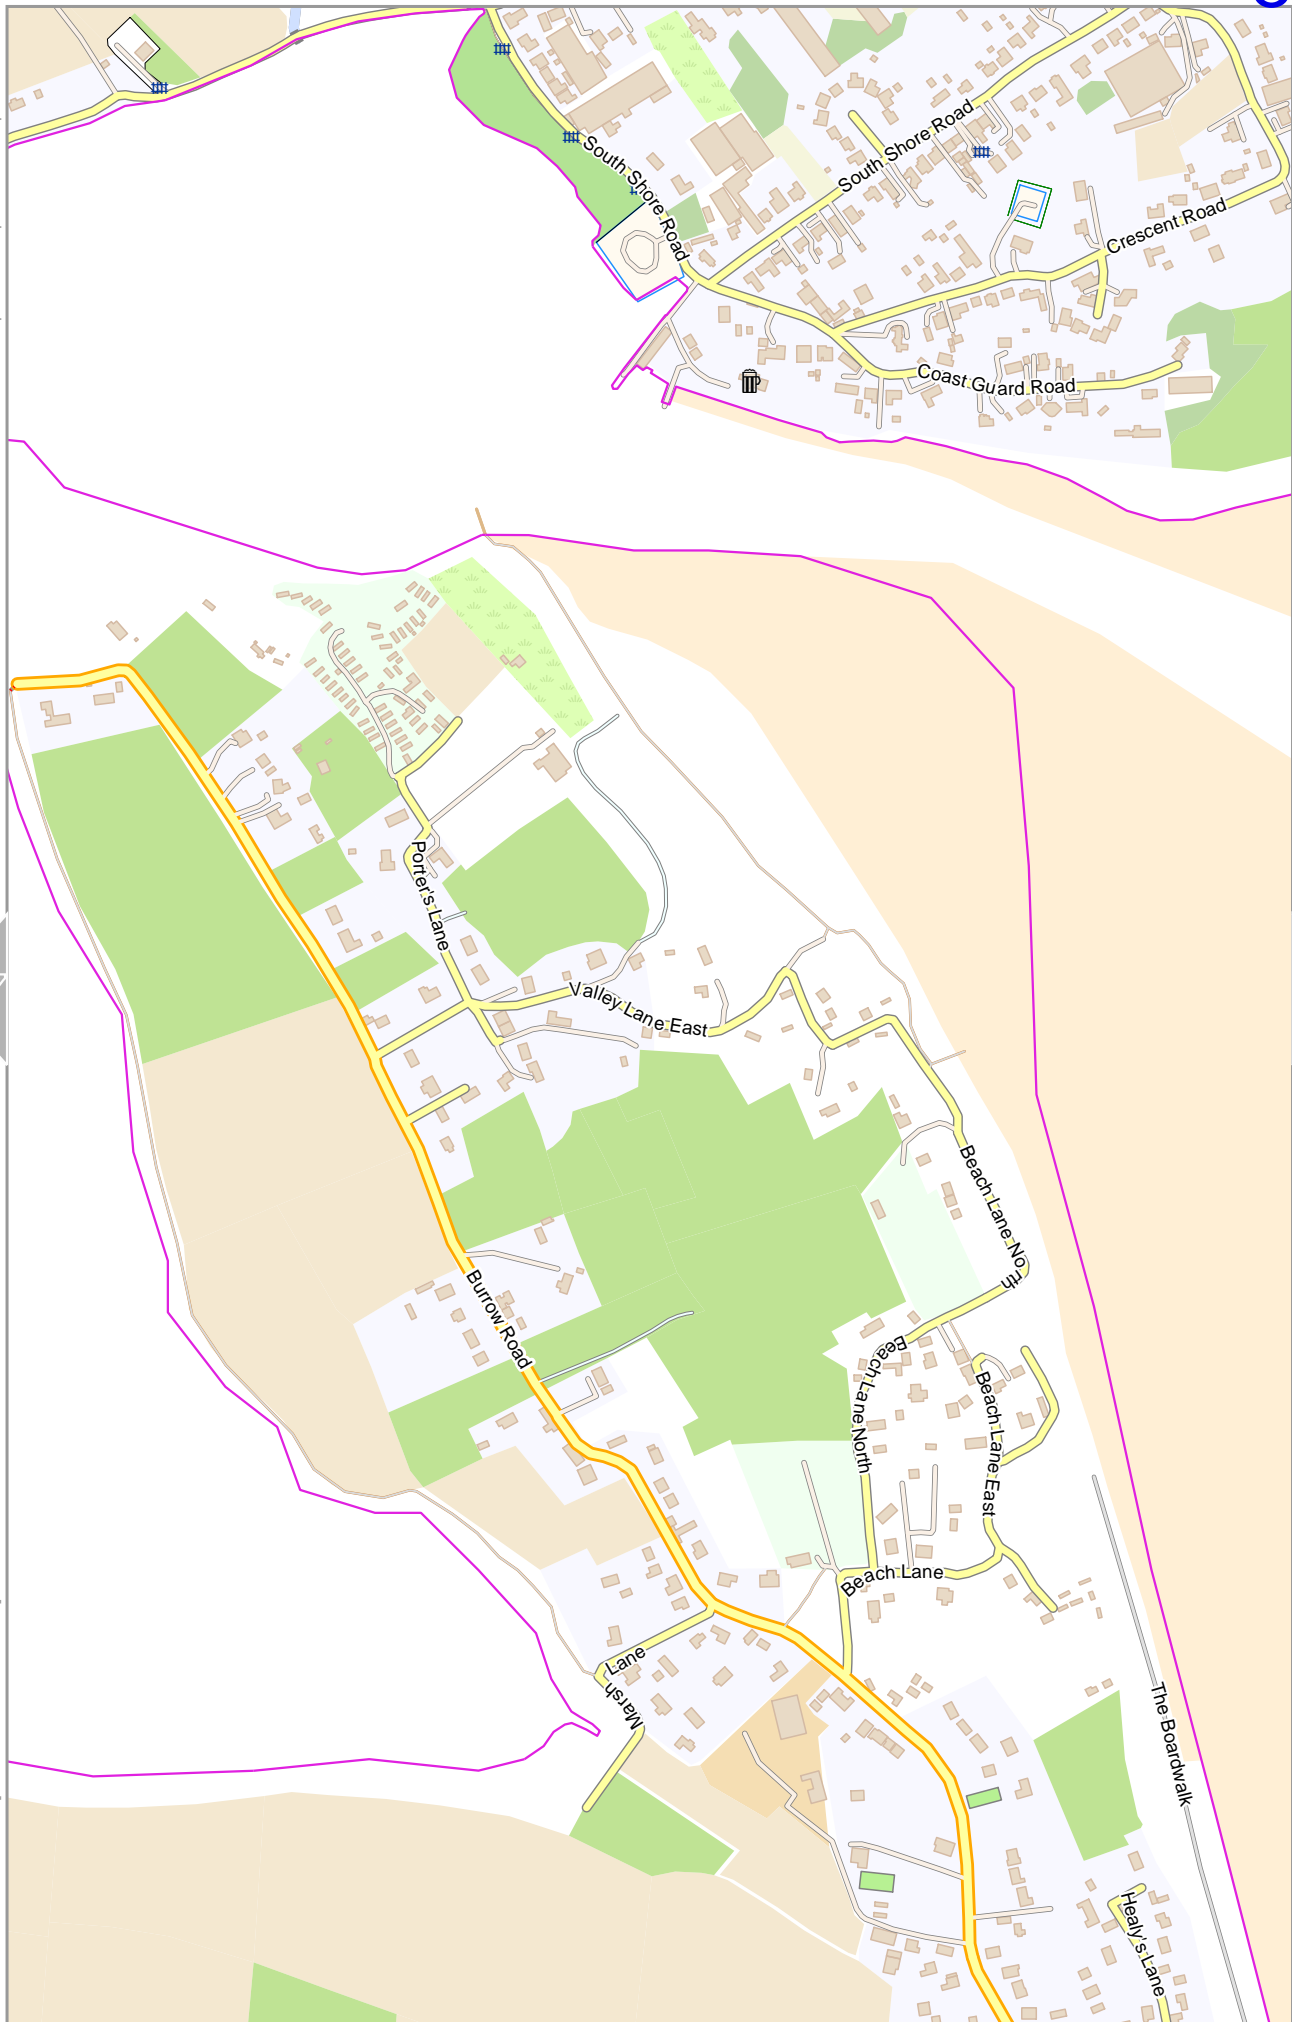 South Shore Road
South Shore Road
Crescent Road
Coast Guard Road
Porter's Lane
Valley Lane East
Beach Lane North
Burrow Road
Beach Lane North
Beach Lane East
Beach Lane
Marsh Lane
The Boardwalk
Healy's Lane